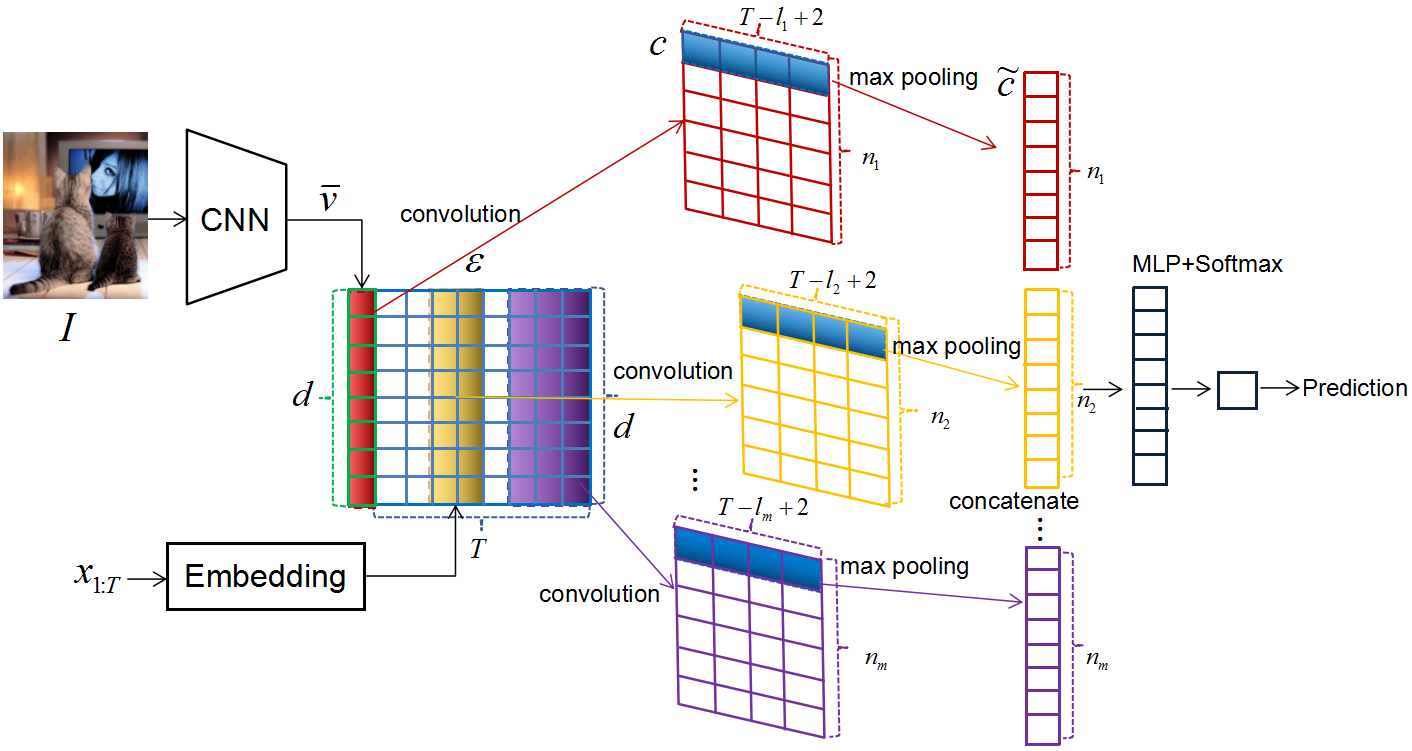 T − l₁ + 2
c
max pooling
c̃
n₁
n₁
CNN
v̄
convolution
I
ε
MLP+Softmax
T − l₂ + 2
max pooling
convolution
d
d
n₂
n₂
Prediction
⋮
concatenate
⋮
T − lₘ + 2
T
x₁:T
Embedding
max pooling
convolution
nₘ
nₘ